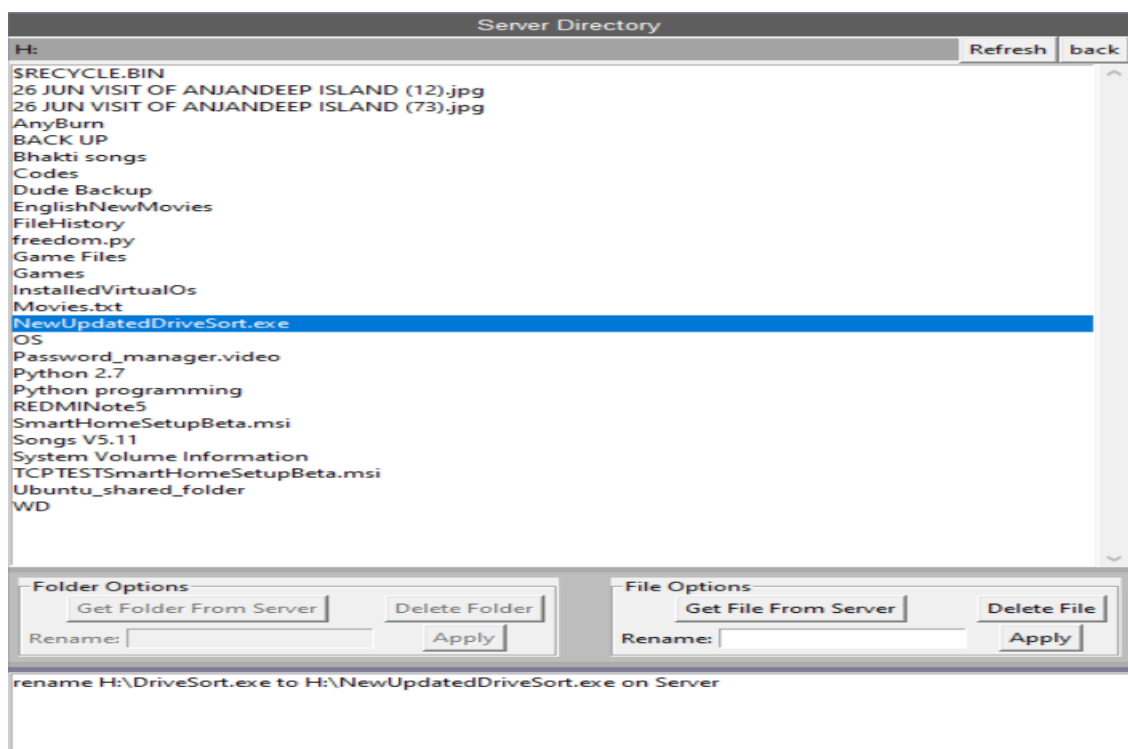 Server Directory
H: Refresh back
$RECYCLE.BIN
26 JUN VISIT OF ANJANDEEP ISLAND (12).jpg
26 JUN VISIT OF ANJANDEEP ISLAND (73).jpg
AnyBurn
BACK UP
Bhakti songs
Codes
Dude Backup
EnglishNewMovies
FileHistory
freedom.py
Game Files
Games
InstalledVirtualOs
Movies.txt
NewUpdatedDriveSort.exe
OS
Password_manager.video
Python 2.7
Python programming
REDMINote5
SmartHomeSetupBeta.msi
Songs V5.11
System Volume Information
TCPTESTSmartHomeSetupBeta.msi
Ubuntu_shared_folder
WD
Folder Options
Get Folder From Server Delete Folder
Rename: Apply
File Options
Get File From Server Delete File
Rename: Apply
rename H:\DriveSort.exe to H:\NewUpdatedDriveSort.exe on Server